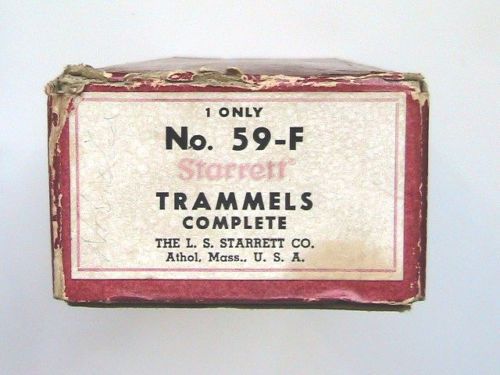 1 ONLY
No. 59-F
Starrett
TRAMMELS
COMPLETE
THE L. S. STARRETT CO.
Athol, Mass., U. S. A.